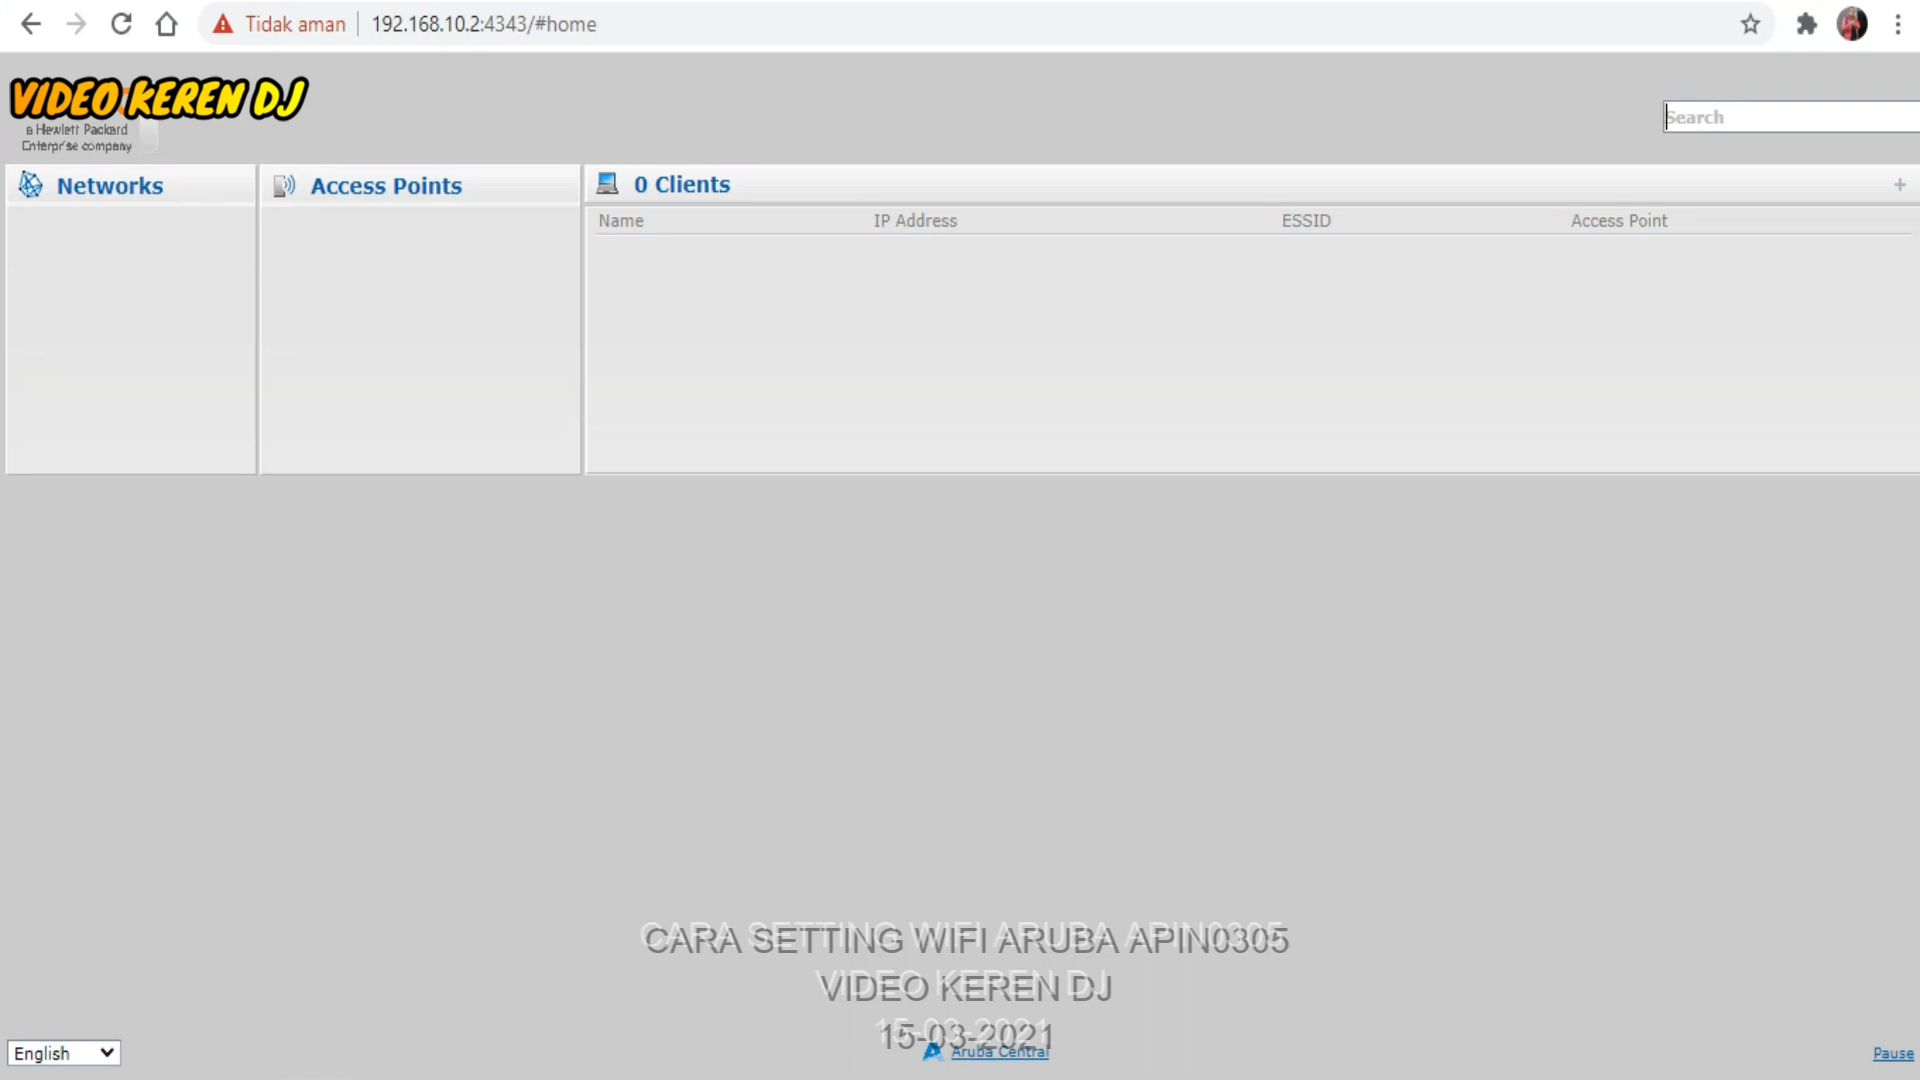 Tidak aman
192.168.10.2:4343/#home
VIDEO KEREN DJ
a Hewlett Packard
Enterprise company
Search
Networks
Access Points
0 Clients
+
Name IP Address ESSID Access Point
CARA SETTING WIFI ARUBA APIN0305
VIDEO KEREN DJ
15-03-2021
English
Aruba Central
Pause